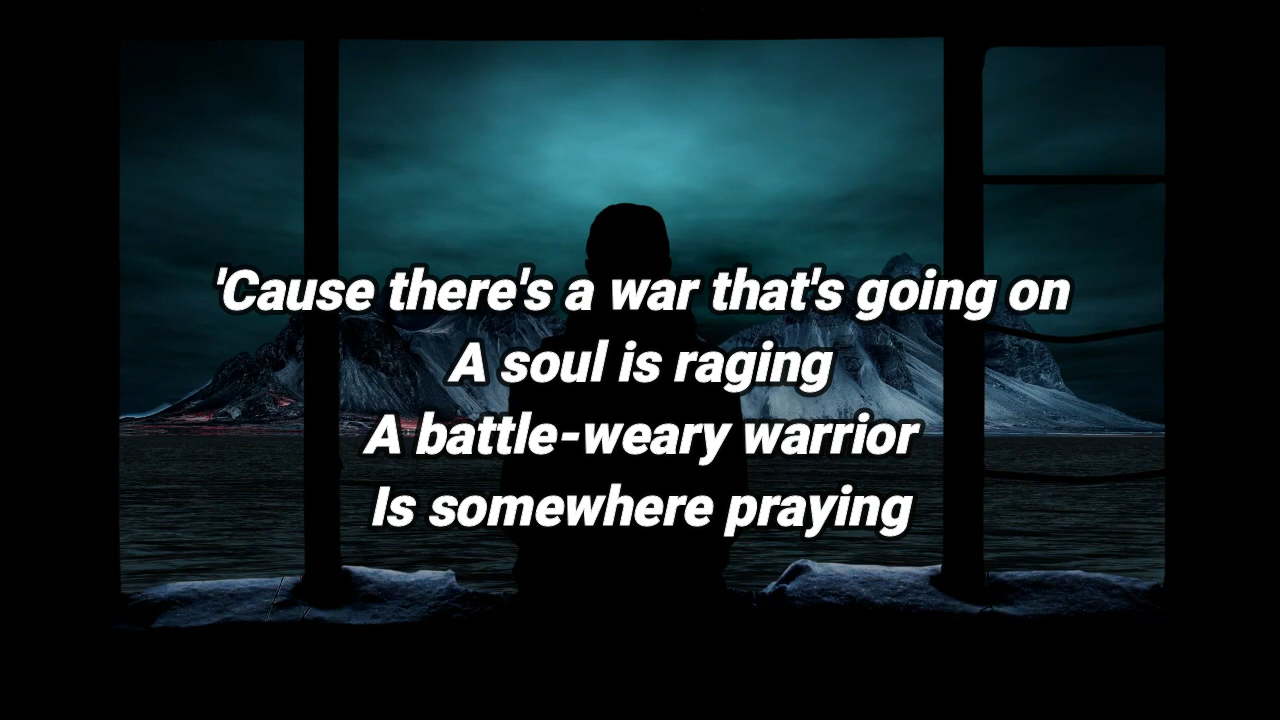 'Cause there's a war that's going on
A soul is raging
A battle-weary warrior
Is somewhere praying